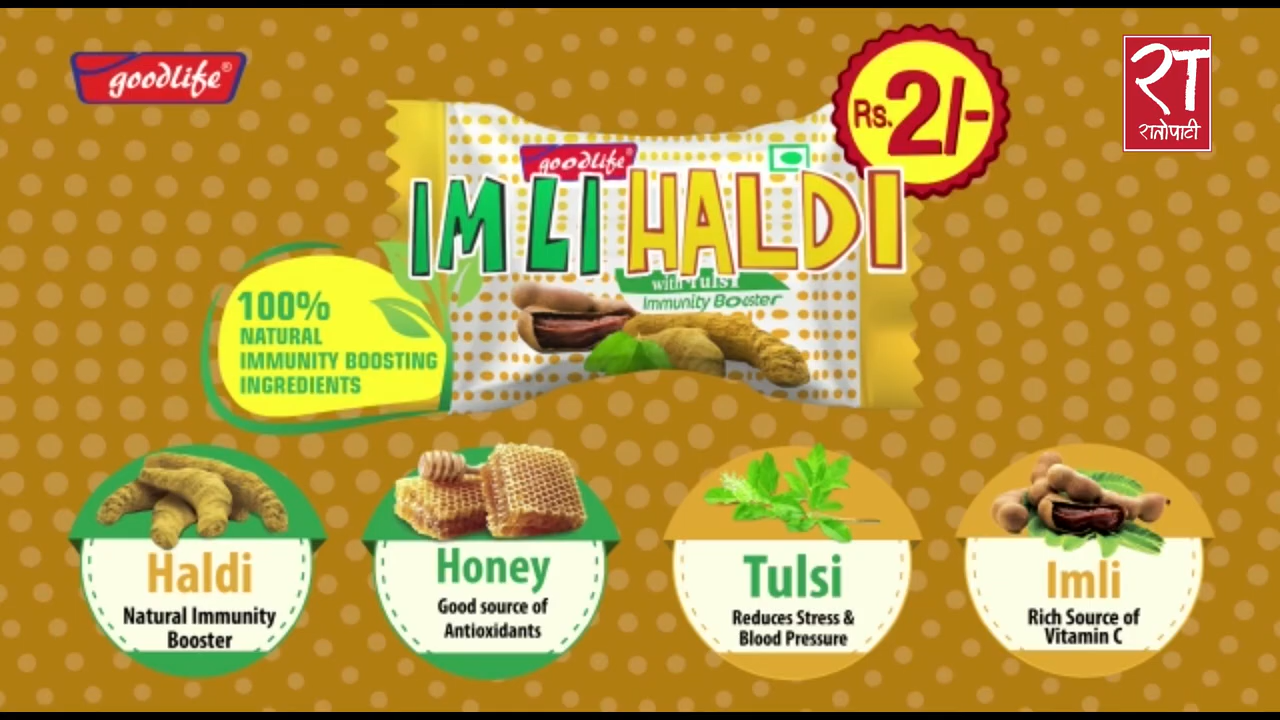 goodlife®
रा
रातोपाटी
Rs. 2/-
goodlife®
IMLI HALDI
with Tulsi
Immunity Booster
100%
NATURAL
IMMUNITY BOOSTING
INGREDIENTS
Haldi
Natural Immunity
Booster
Honey
Good source of
Antioxidants
Tulsi
Reduces Stress &
Blood Pressure
Imli
Rich Source of
Vitamin C